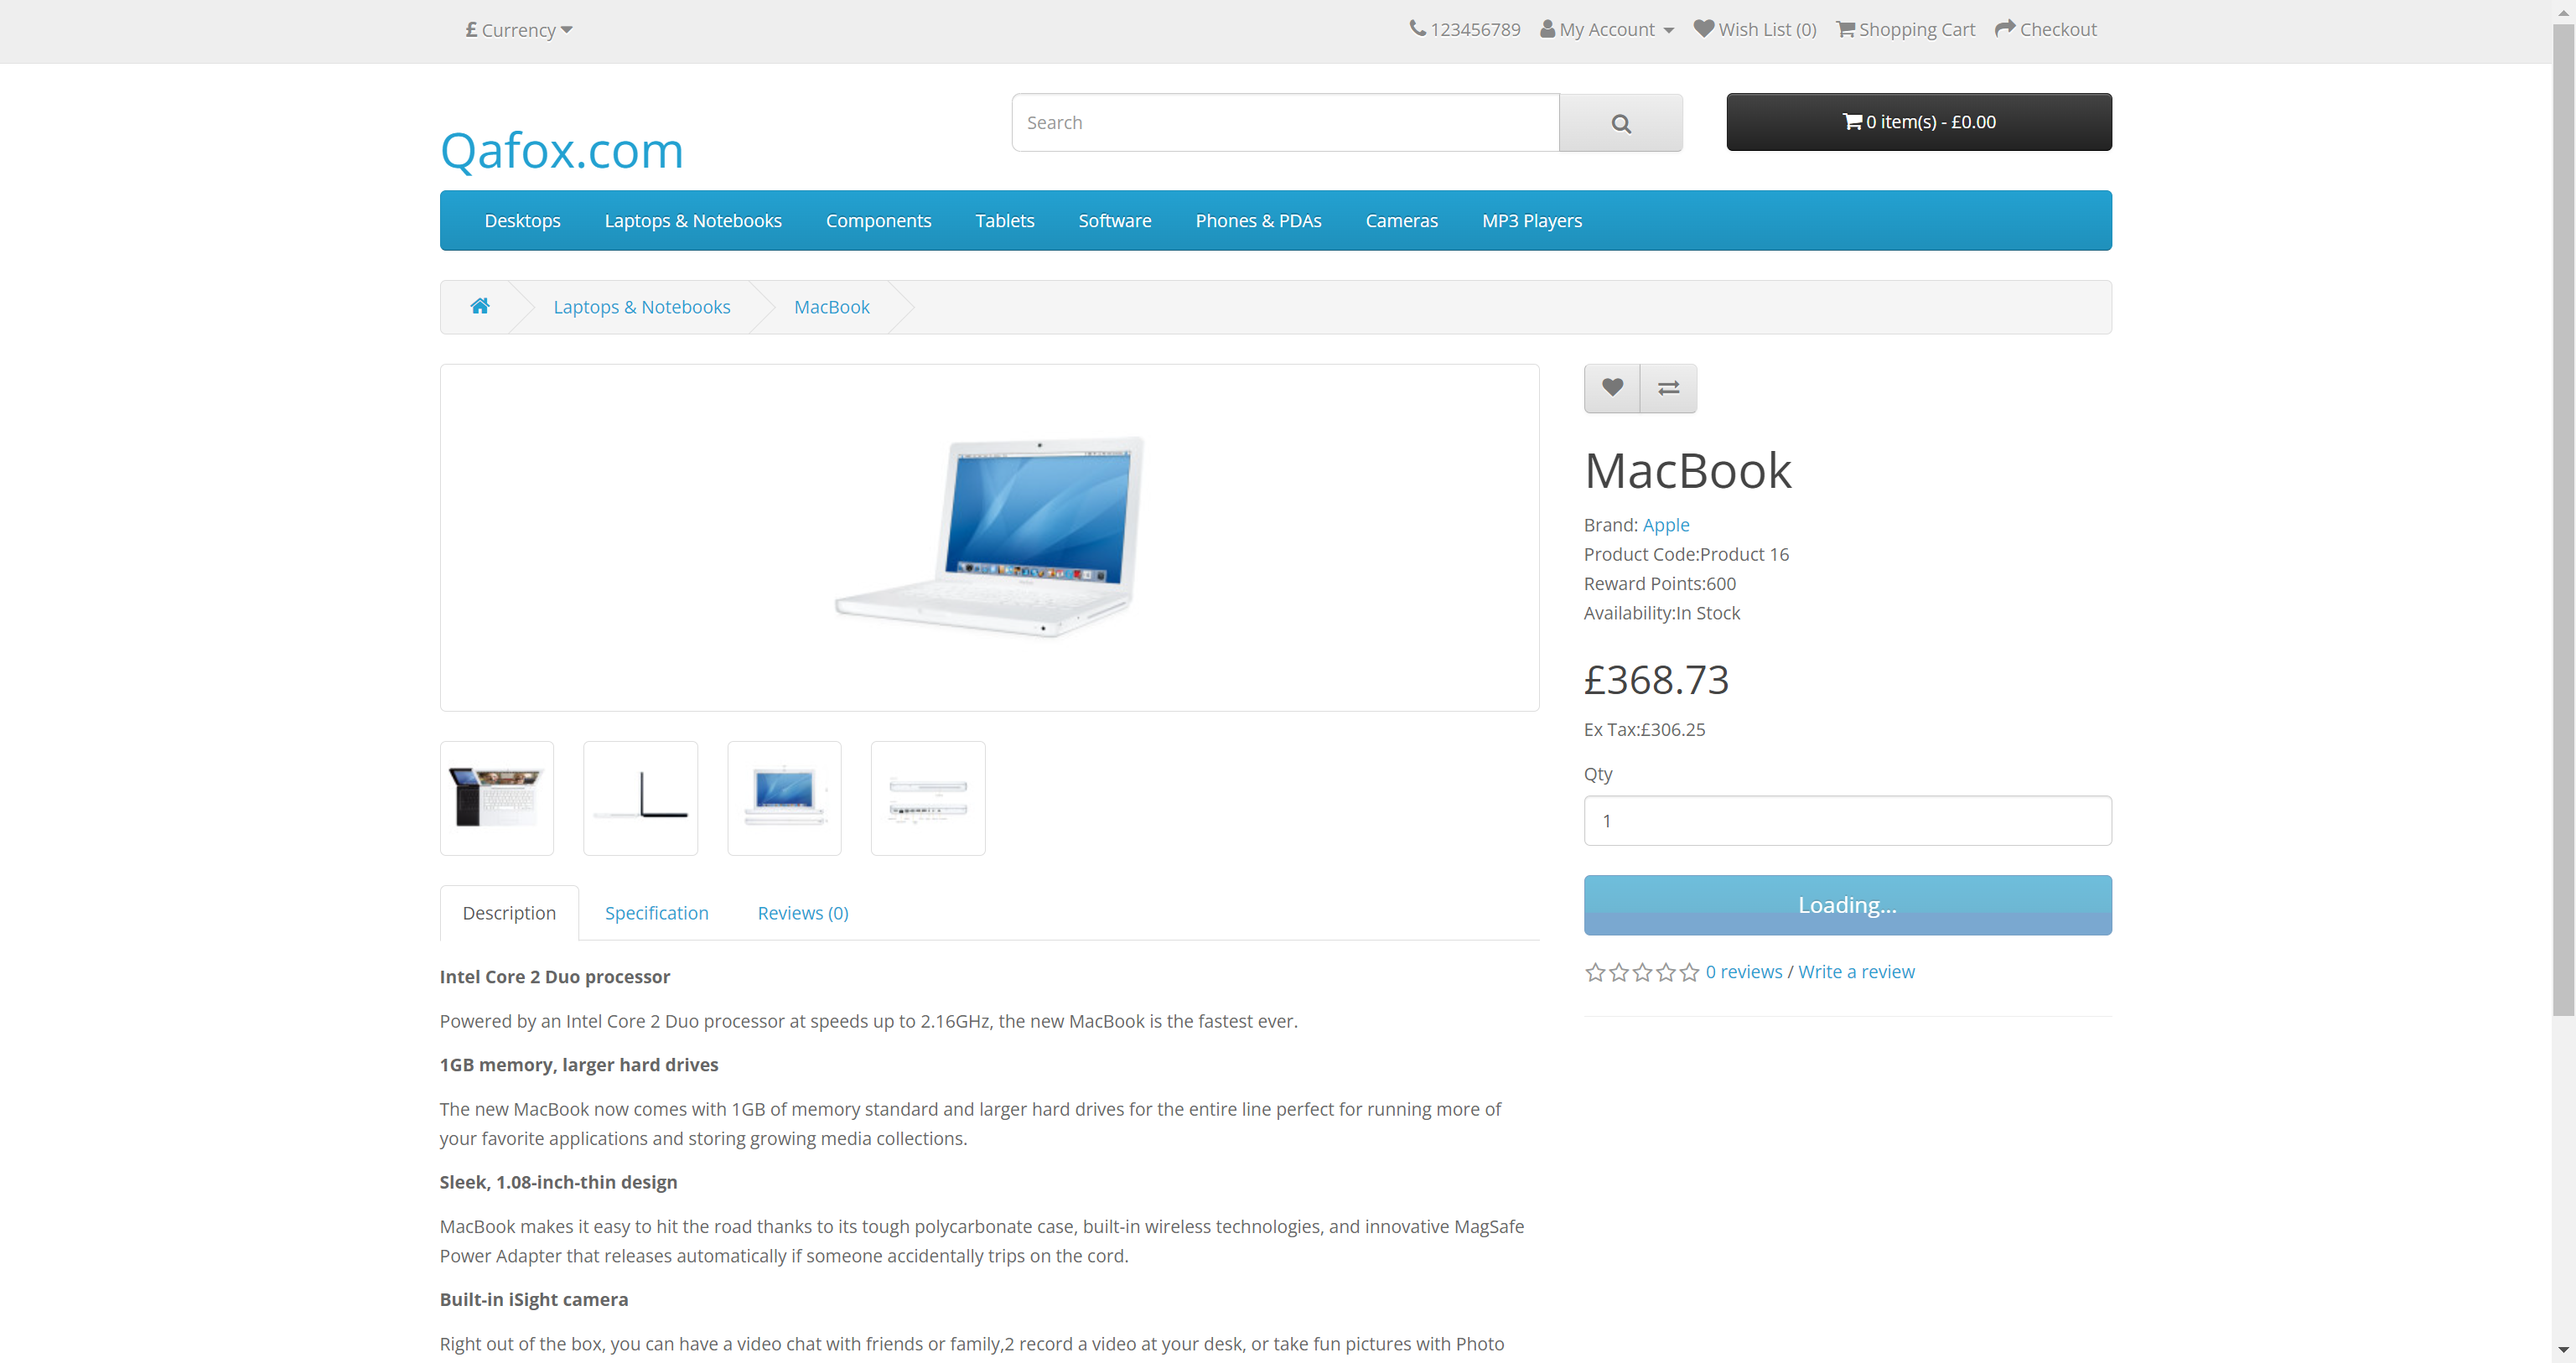 £ Currency
123456789 My Account Wish List (0) Shopping Cart Checkout
Qafox.com
Search
0 item(s) - £0.00
Desktops Laptops & Notebooks Components Tablets Software Phones & PDAs Cameras MP3 Players
Laptops & Notebooks MacBook
MacBook
Brand: Apple
Product Code:Product 16
Reward Points:600
Availability:In Stock
£368.73
Ex Tax:£306.25
Qty
1
Loading...
0 reviews / Write a review
Description Specification Reviews (0)
Intel Core 2 Duo processor
Powered by an Intel Core 2 Duo processor at speeds up to 2.16GHz, the new MacBook is the fastest ever.
1GB memory, larger hard drives
The new MacBook now comes with 1GB of memory standard and larger hard drives for the entire line perfect for running more of
your favorite applications and storing growing media collections.
Sleek, 1.08-inch-thin design
MacBook makes it easy to hit the road thanks to its tough polycarbonate case, built-in wireless technologies, and innovative MagSafe
Power Adapter that releases automatically if someone accidentally trips on the cord.
Built-in iSight camera
Right out of the box, you can have a video chat with friends or family,2 record a video at your desk, or take fun pictures with Photo